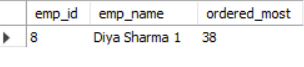 emp_id emp_name ordered_most
8 Diya Sharma 1 38